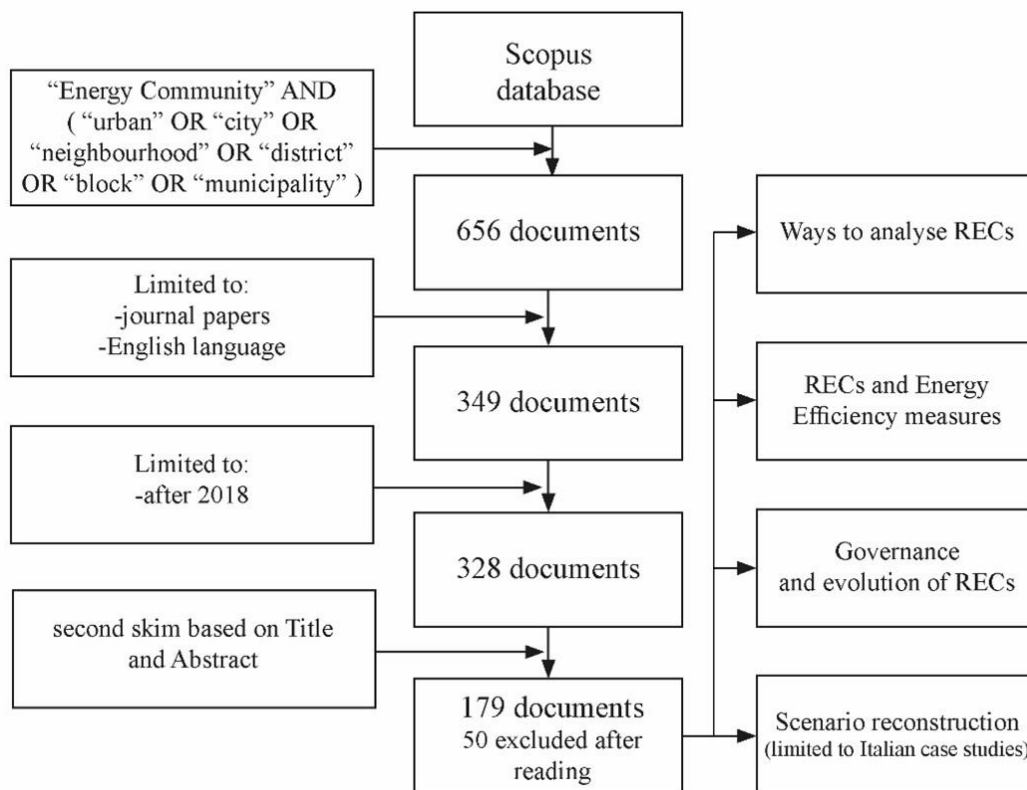 Scopus
database
“Energy Community” AND
( “urban” OR “city” OR
“neighbourhood” OR “district”
OR “block” OR “municipality” )
656 documents
Limited to:
-journal papers
-English language
349 documents
Limited to:
-after 2018
328 documents
second skim based on Title
and Abstract
179 documents
50 excluded after
reading
Ways to analyse RECs
RECs and Energy
Efficiency measures
Governance
and evolution of RECs
Scenario reconstruction
(limited to Italian case studies)